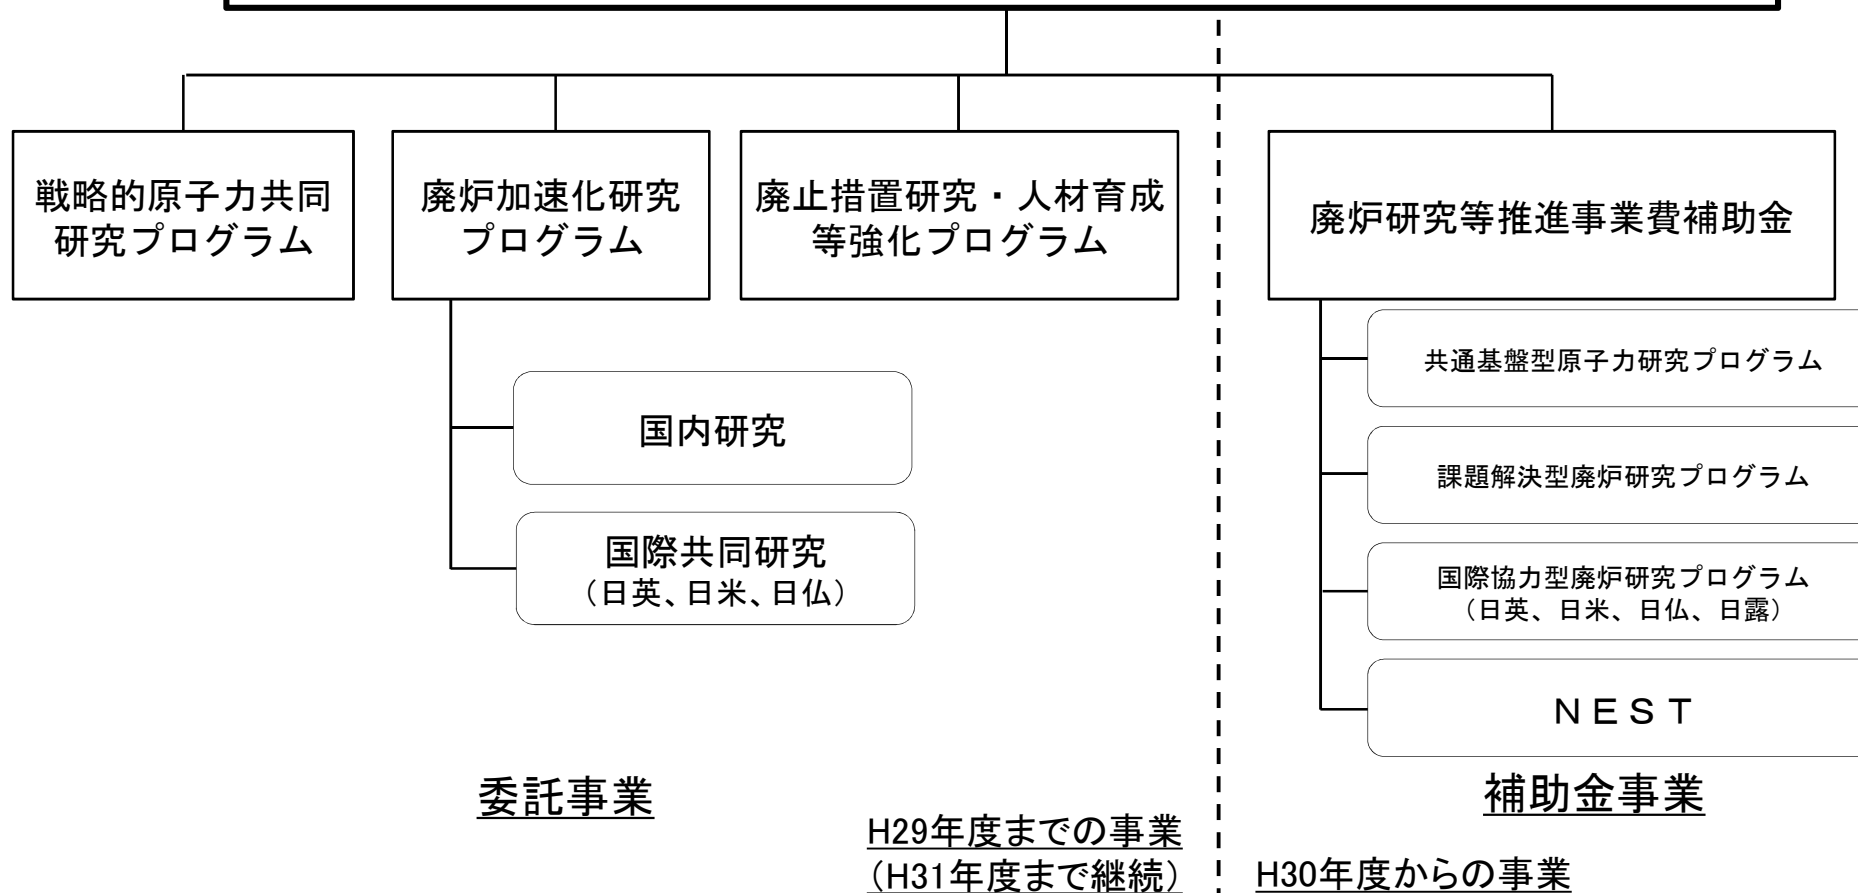 戦略的原子力共同
研究プログラム
廃炉加速化研究
プログラム
廃止措置研究・人材育成
等強化プログラム
廃炉研究等推進事業費補助金
国内研究
国際共同研究
（日英、日米、日仏）
共通基盤型原子力研究プログラム
課題解決型廃炉研究プログラム
国際協力型廃炉研究プログラム
（日英、日米、日仏、日露）
ＮＥＳＴ
委託事業
補助金事業
H29年度までの事業
（H31年度まで継続）
H30年度からの事業